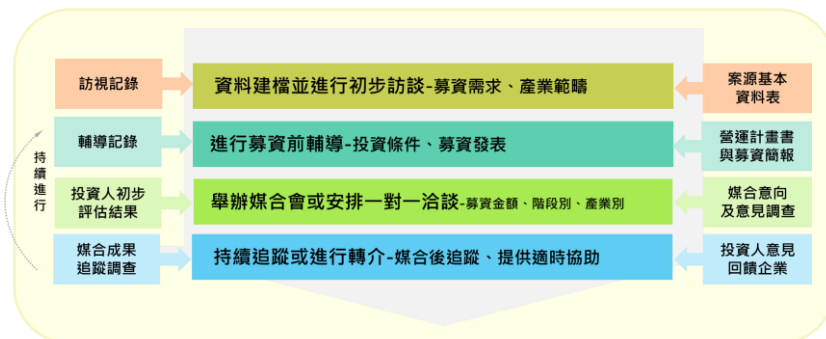 訪視記錄
資料建檔並進行初步訪談-募資需求、產業範疇
案源基本
資料表
輔導記錄
進行募資前輔導-投資條件、募資發表
營運計畫書
與募資簡報
持續進行
投資人初步
評估結果
舉辦媒合會或安排一對一洽談-募資金額、階段別、產業別
媒合意向
及意見調查
媒合成果
追蹤調查
持續追蹤或進行轉介-媒合後追蹤、提供適時協助
投資人意見
回饋企業